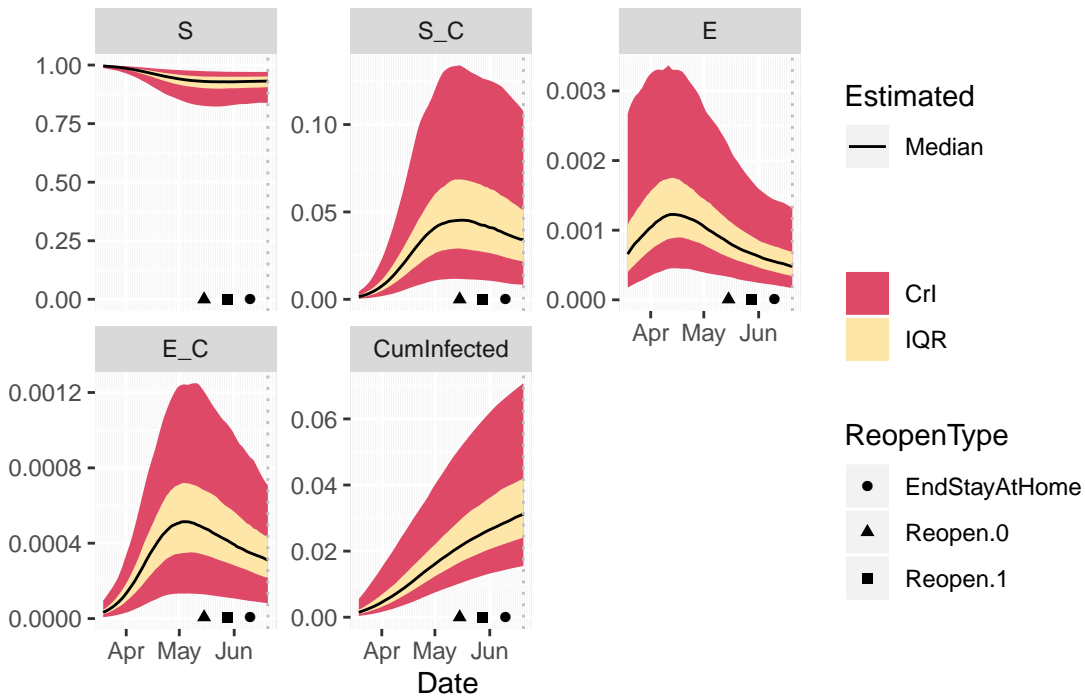 S
S_C
E
1.00
0.75
0.50
0.25
0.00
0.10
0.05
0.00
0.003
0.002
0.001
0.000
Apr May Jun
E_C
CumInfected
0.0012
0.0008
0.0004
0.0000
Apr May Jun
0.06
0.04
0.02
0.00
Apr May Jun
Date
Estimated
Median
CrI
IQR
ReopenType
EndStayAtHome
Reopen.0
Reopen.1